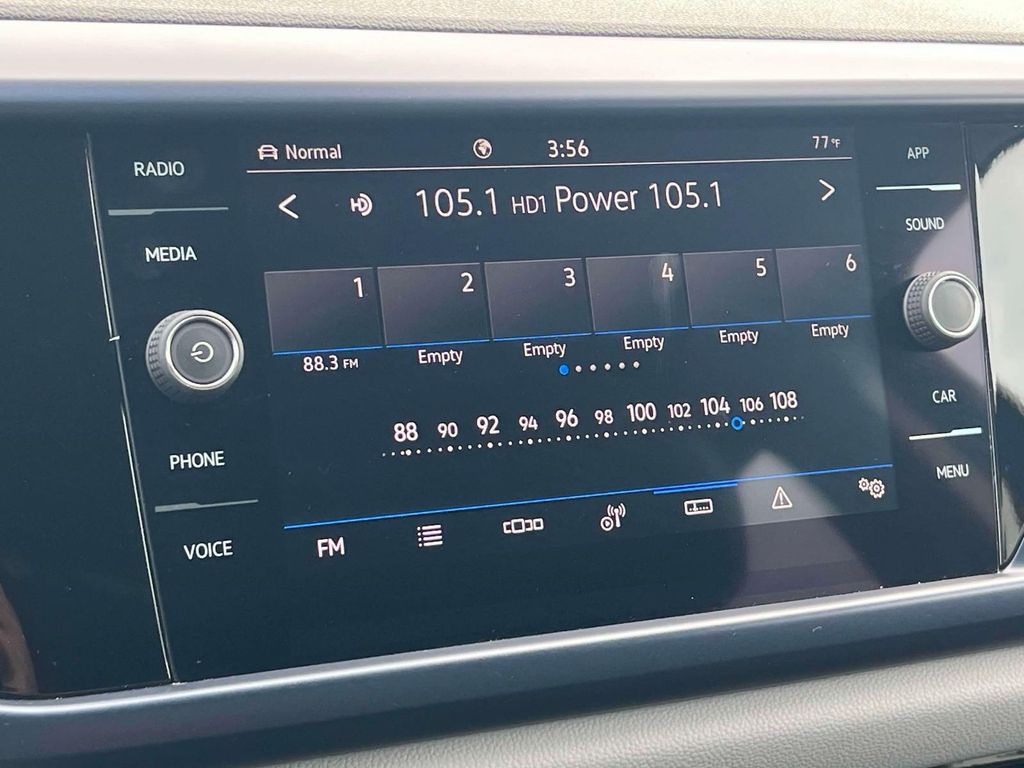 RADIO
MEDIA
PHONE
VOICE
Normal 3:56 77°F
HD 105.1 HD1 Power 105.1
1 2 3 4 5 6
88.3 FM Empty Empty Empty Empty Empty
88 90 92 94 96 98 100 102 104 106 108
FM
APP
SOUND
CAR
MENU